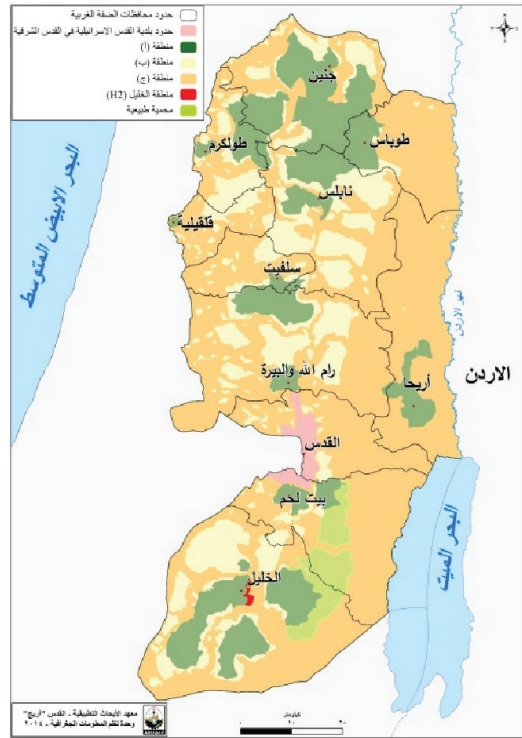 حدود محافظات الضفة الغربية
حدود بلدية القدس الاسرائيلية في القدس الشرقية
منطقة (أ)
منطقة (ب)
منطقة (ج)
منطقة الخليل (H2)
محمية طبيعية
جنين
طوباس
طولكرم
نابلس
قلقيلية
سلفيت
البحر الابيض المتوسط
نهر الاردن
رام الله والبيرة
أريحا
الاردن
القدس
بيت لحم
البحر الميت
الخليل
معهد الأبحاث التطبيقية - القدس "أريج"
وحدة نظم المعلومات الجغرافية - ٢٠١٤
كيلومتر